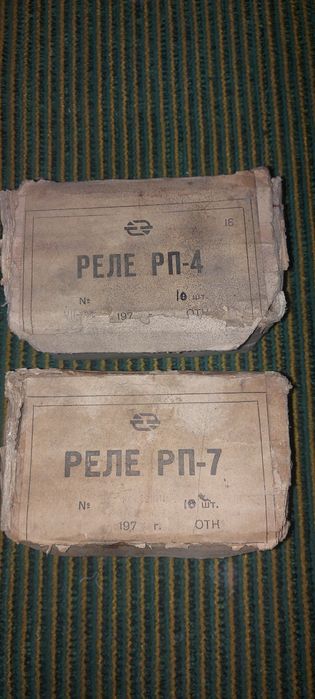 16
РЕЛЕ РП-4
№ 10 шт.
197 г. ОТК
РЕЛЕ РП-7
№ 10 шт.
197 г. ОТК